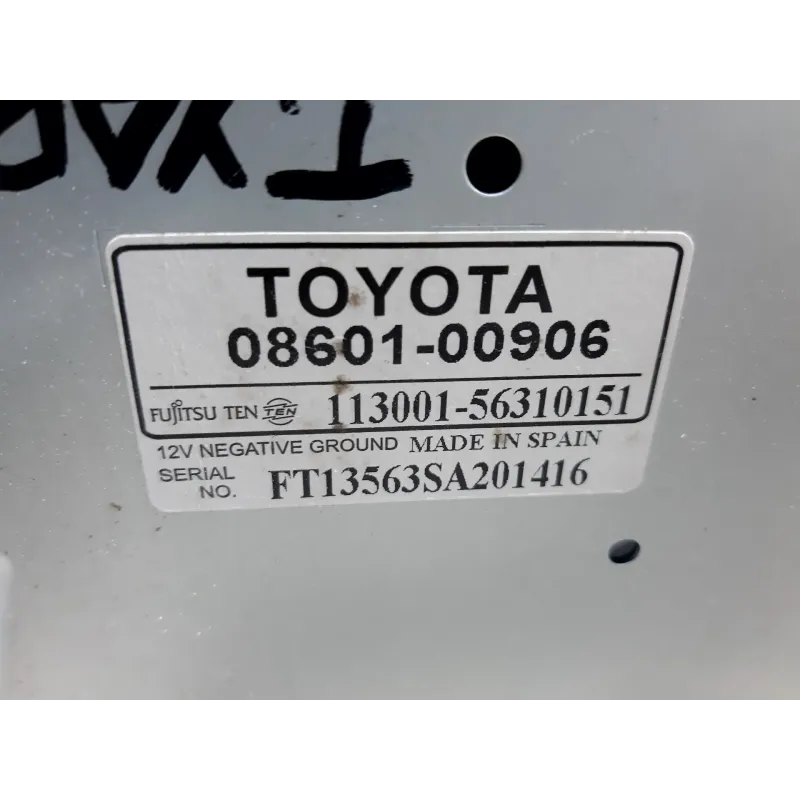 TOYOTA
08601-00906
FUJITSU TEN TEN 113001-56310151
12V NEGATIVE GROUND MADE IN SPAIN
SERIAL NO. FT13563SA201416